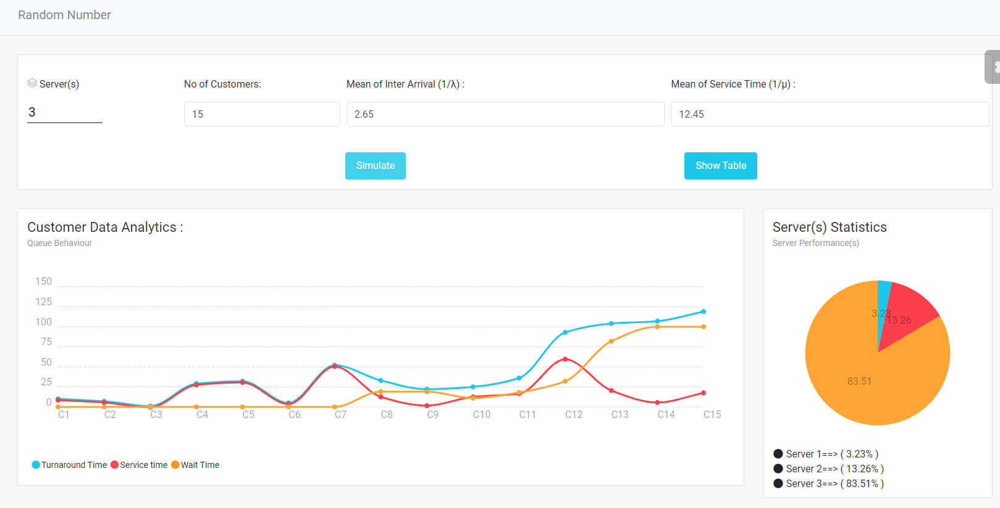 Random Number
Server(s)
No of Customers:
Mean of Inter Arrival (1/λ) :
Mean of Service Time (1/μ) :
3
15
2.65
12.45
Simulate
Show Table
Customer Data Analytics :
Queue Behaviour
150
125
100
75
50
25
0
C1 C2 C3 C4 C5 C6 C7 C8 C9 C10 C11 C12 C13 C14 C15
Turnaround Time Service time Wait Time
Server(s) Statistics
Server Performance(s)
3.23
13.26
83.51
Server 1==> ( 3.23% )
Server 2==> ( 13.26% )
Server 3==> ( 83.51% )